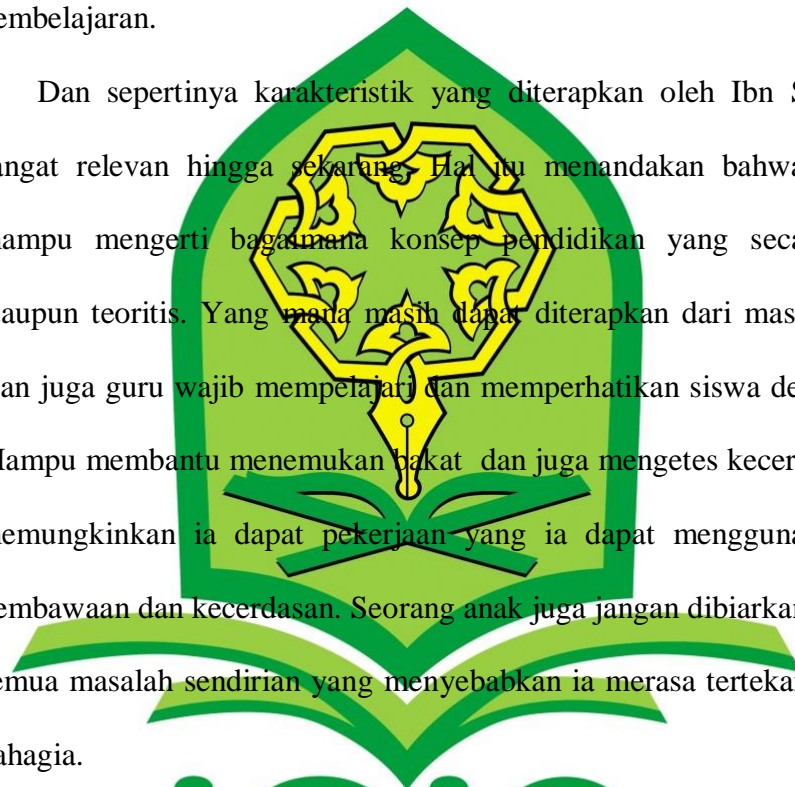 embelajaran.
Dan sepertinya karakteristik yang diterapkan oleh Ibn S
angat relevan hingga sekarang. Hal itu menandakan bahwa
ampu mengerti bagaimana konsep pendidikan yang seca
aupun teoritis. Yang mana masih dapat diterapkan dari mas
an juga guru wajib mempelajari dan memperhatikan siswa de
ampu membantu menemukan bakat dan juga mengetes kecer
emungkinkan ia dapat pekerjaan yang ia dapat mengguna
embawaan dan kecerdasan. Seorang anak juga jangan dibiarkan
emua masalah sendirian yang menyebabkan ia merasa tertekan
ahagia.